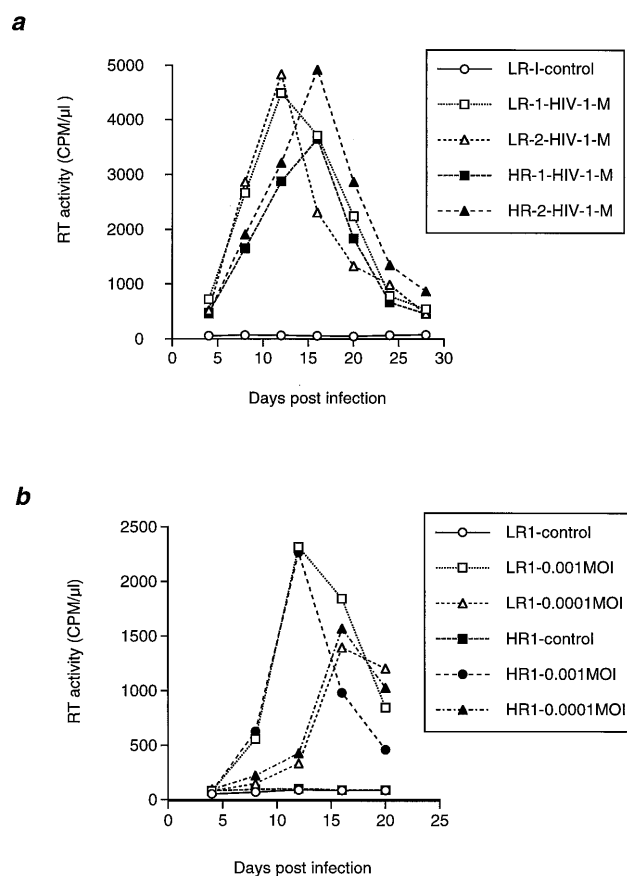 a
RT activity (CPM/µl)
5000
4000
3000
2000
1000
0
0 5 10 15 20 25 30
Days post infection
LR-I-control
LR-1-HIV-1-M
LR-2-HIV-1-M
HR-1-HIV-1-M
HR-2-HIV-1-M
b
RT activity (CPM/µl)
2500
2000
1500
1000
500
0
0 5 10 15 20 25
Days post infection
LR1-control
LR1-0.001MOI
LR1-0.0001MOI
HR1-control
HR1-0.001MOI
HR1-0.0001MOI